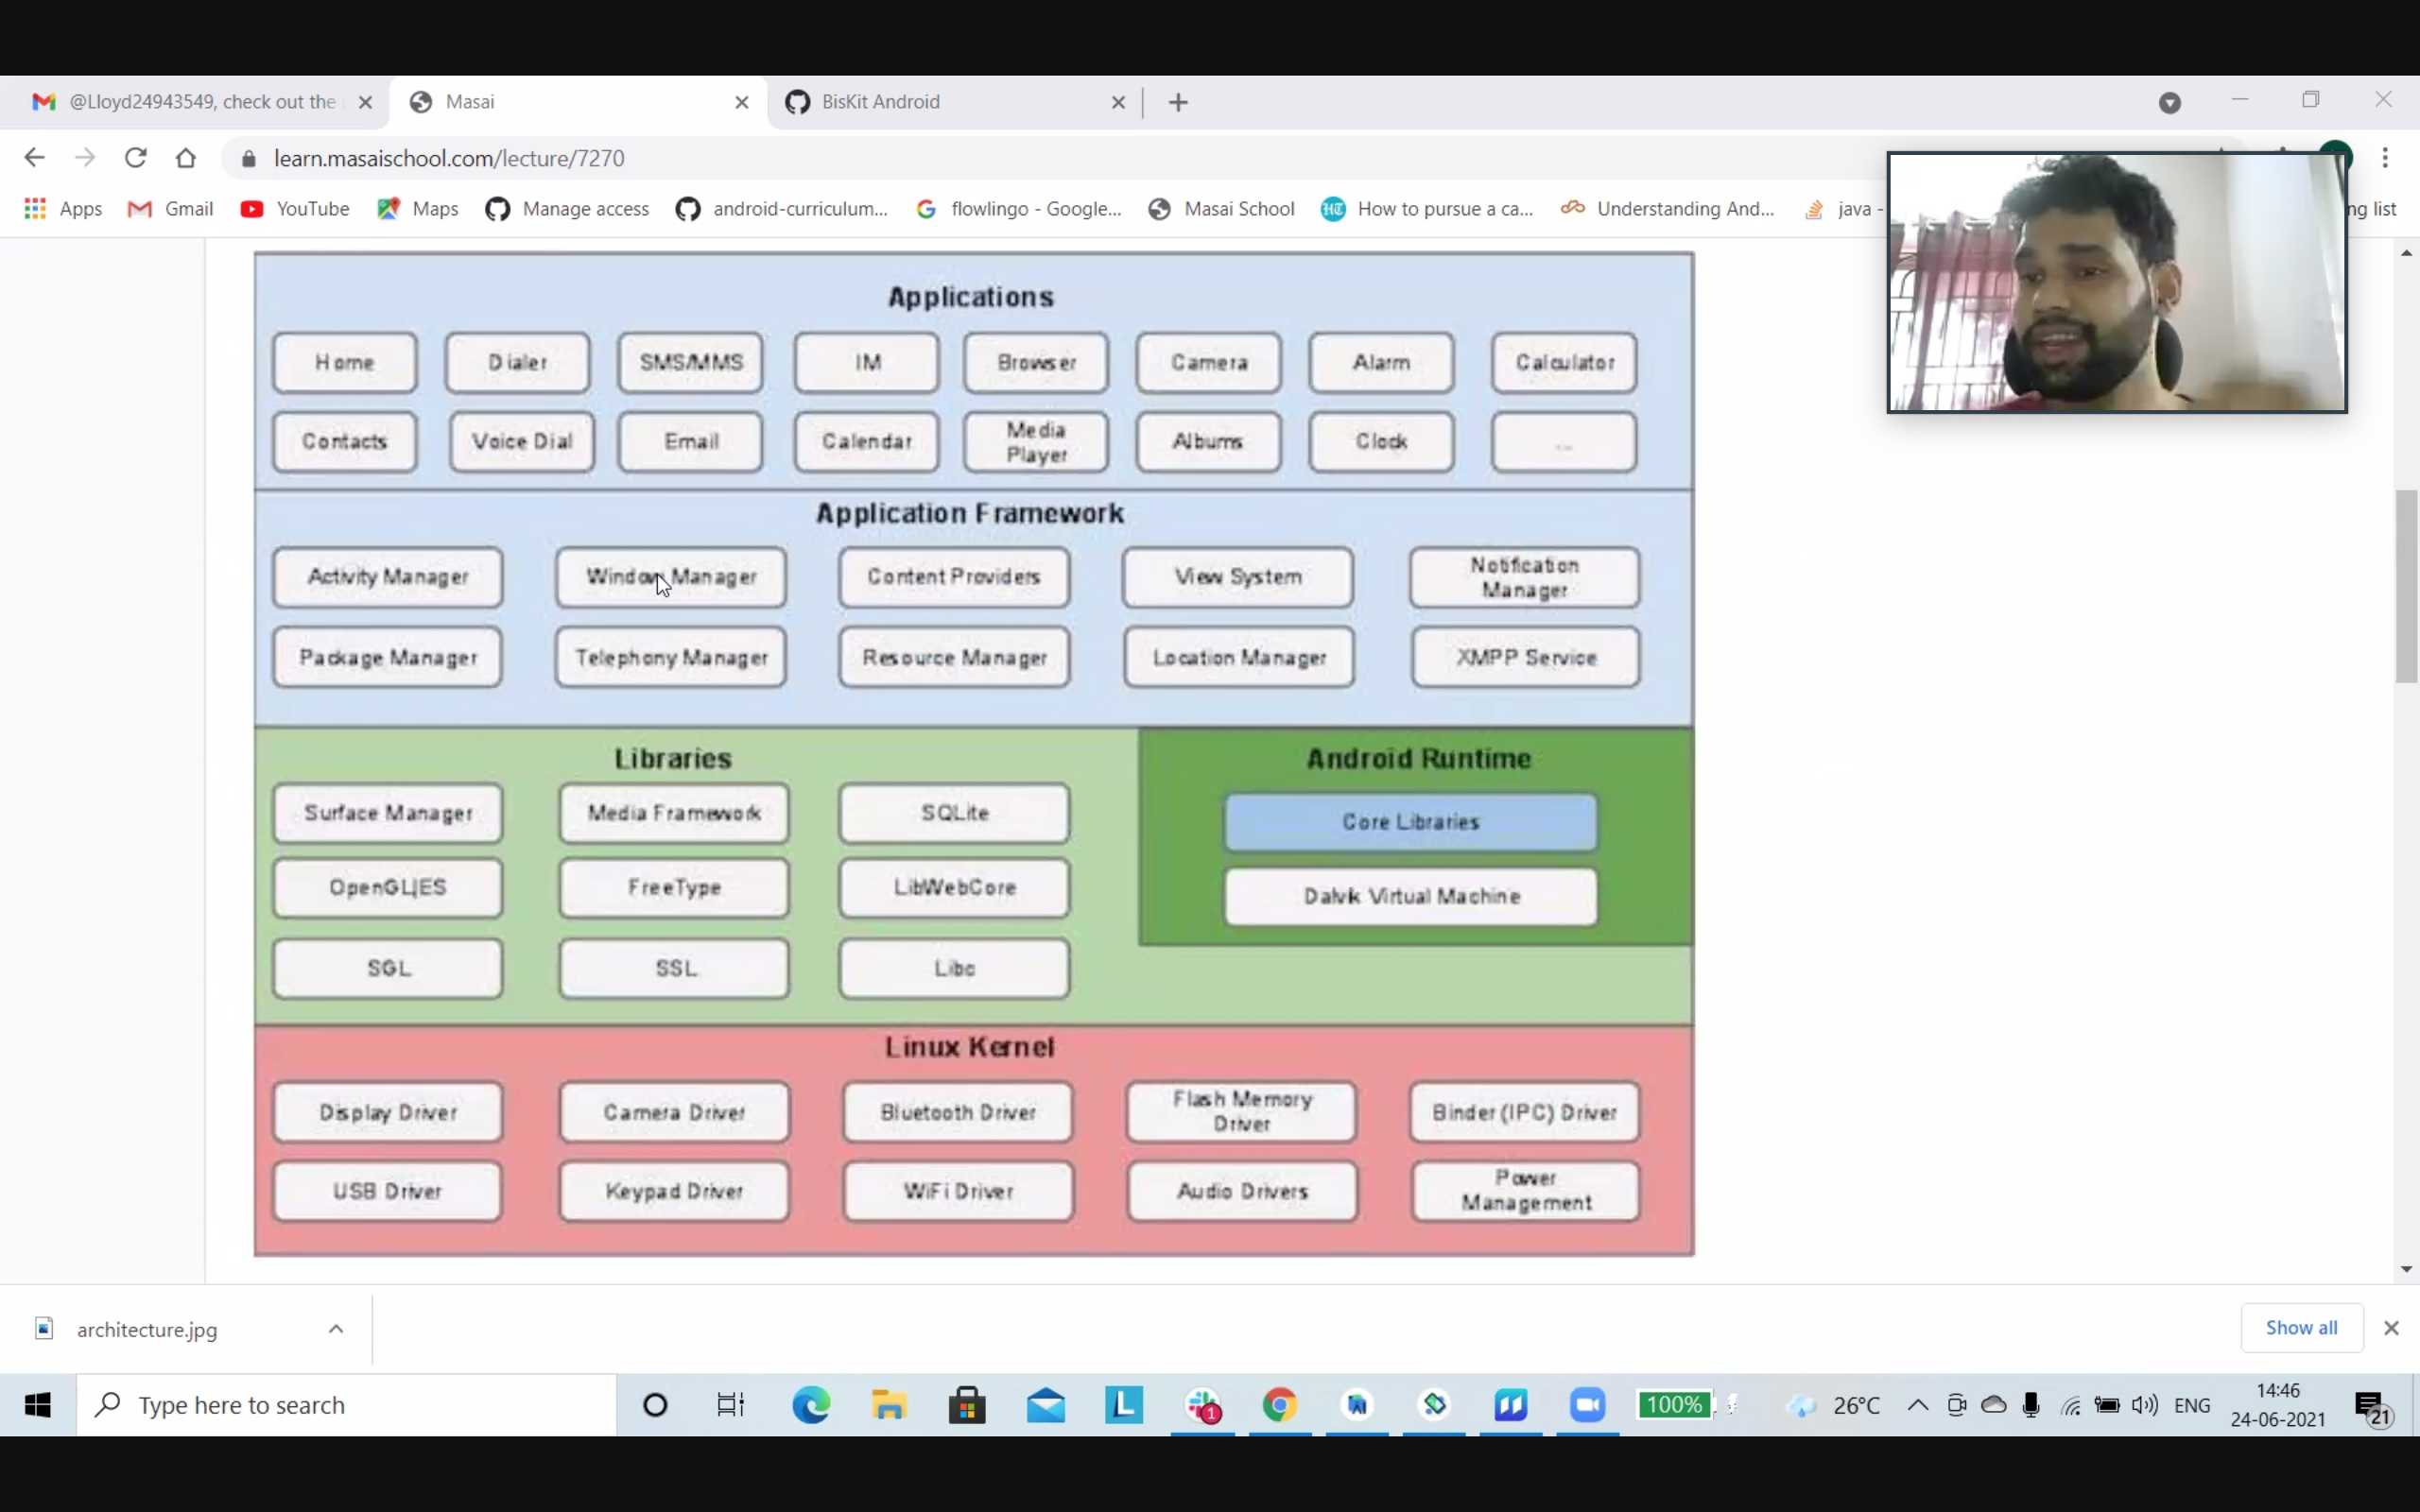 @Lloyd24943549, check out the
Masai
BisKit Android
learn.masaischool.com/lecture/7270
Apps
Gmail
YouTube
Maps
Manage access
android-curriculum...
flowlingo - Google...
Masai School
HT
How to pursue a ca...
Understanding And...
java -
ng list
Applications
Home
Dialer
SMS/MMS
IM
Browser
Camera
Alarm
Calculator
Contacts
Voice Dial
Email
Calendar
Media
Player
Albums
Clock
...
Application Framework
Activity Manager
Window Manager
Content Providers
View System
Notification
Manager
Package Manager
Telephony Manager
Resource Manager
Location Manager
XMPP Service
Libraries
Android Runtime
Surface Manager
Media Framework
SQLite
Core Libraries
OpenGL|ES
FreeType
LibWebCore
Dalvik Virtual Machine
SGL
SSL
Libc
Linux Kernel
Display Driver
Camera Driver
Bluetooth Driver
Flash Memory
Driver
Binder (IPC) Driver
USB Driver
Keypad Driver
WiFi Driver
Audio Drivers
Power
Management
architecture.jpg
Show all
Type here to search
L
1
100%
26°C
ENG
14:46
24-06-2021
21